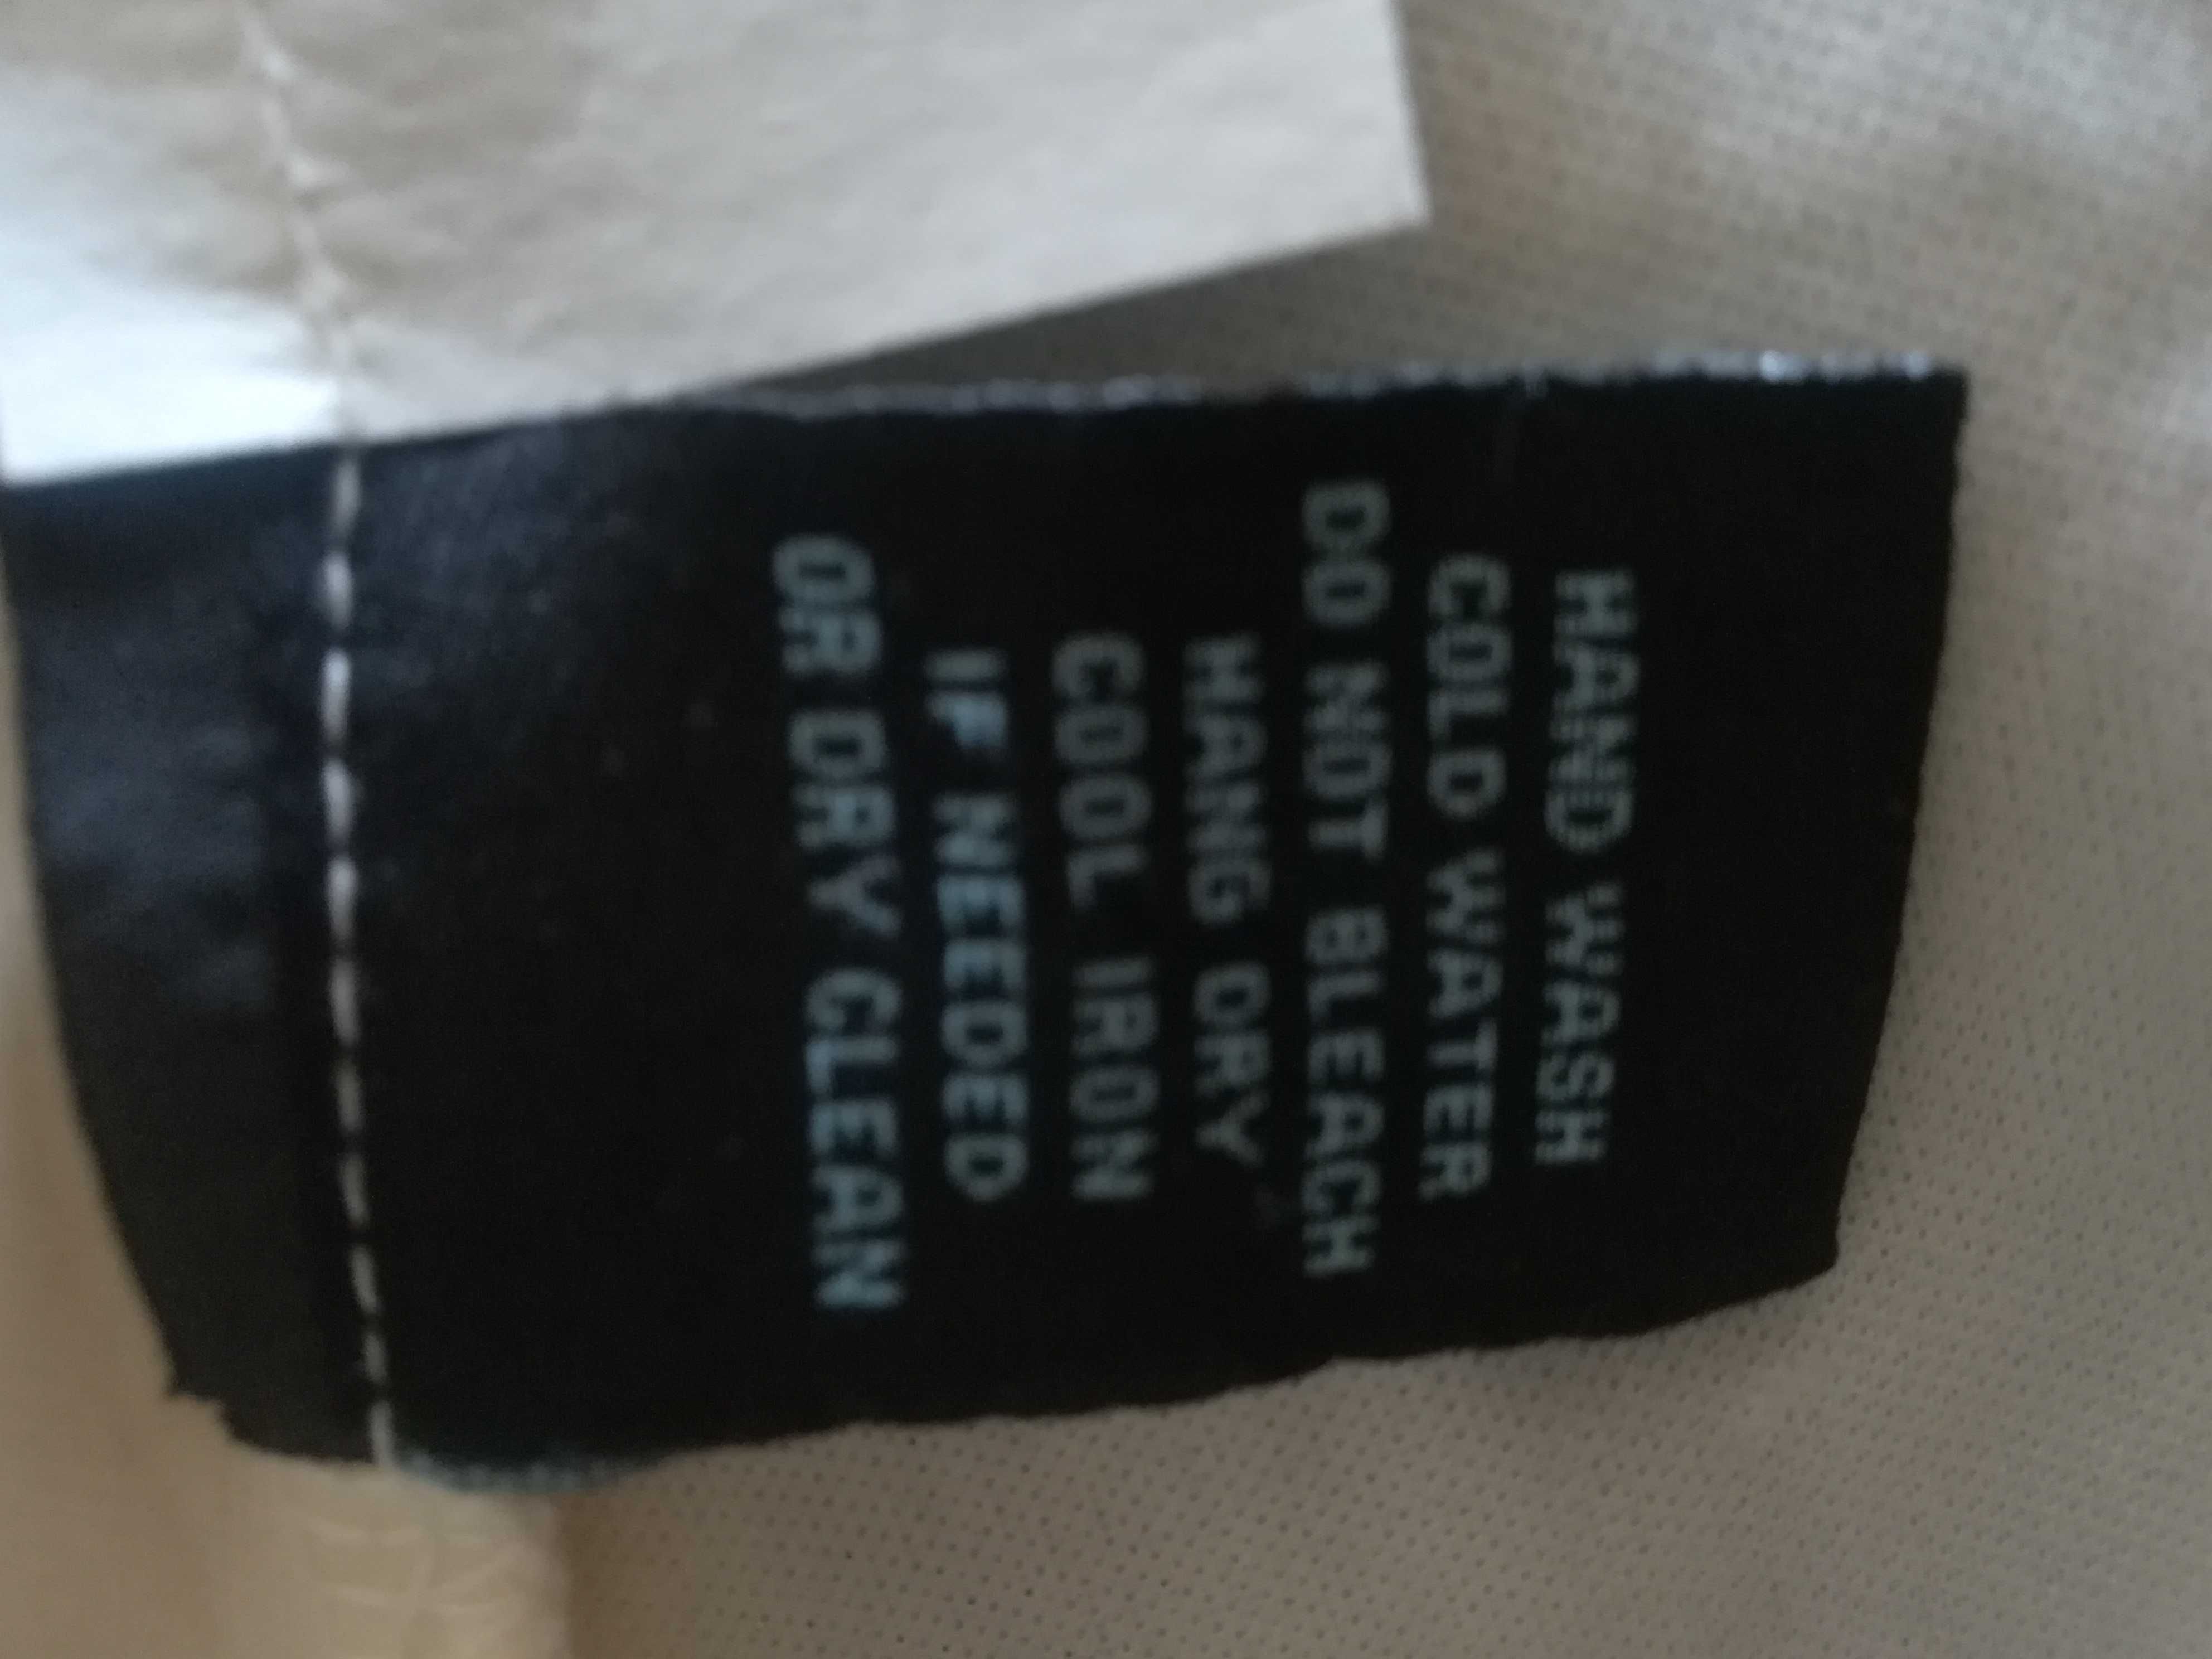 HAND WASH
COLD WATER
DO NOT BLEACH
HANG DRY
COOL IRON
IF NEEDED
OR DRY CLEAN